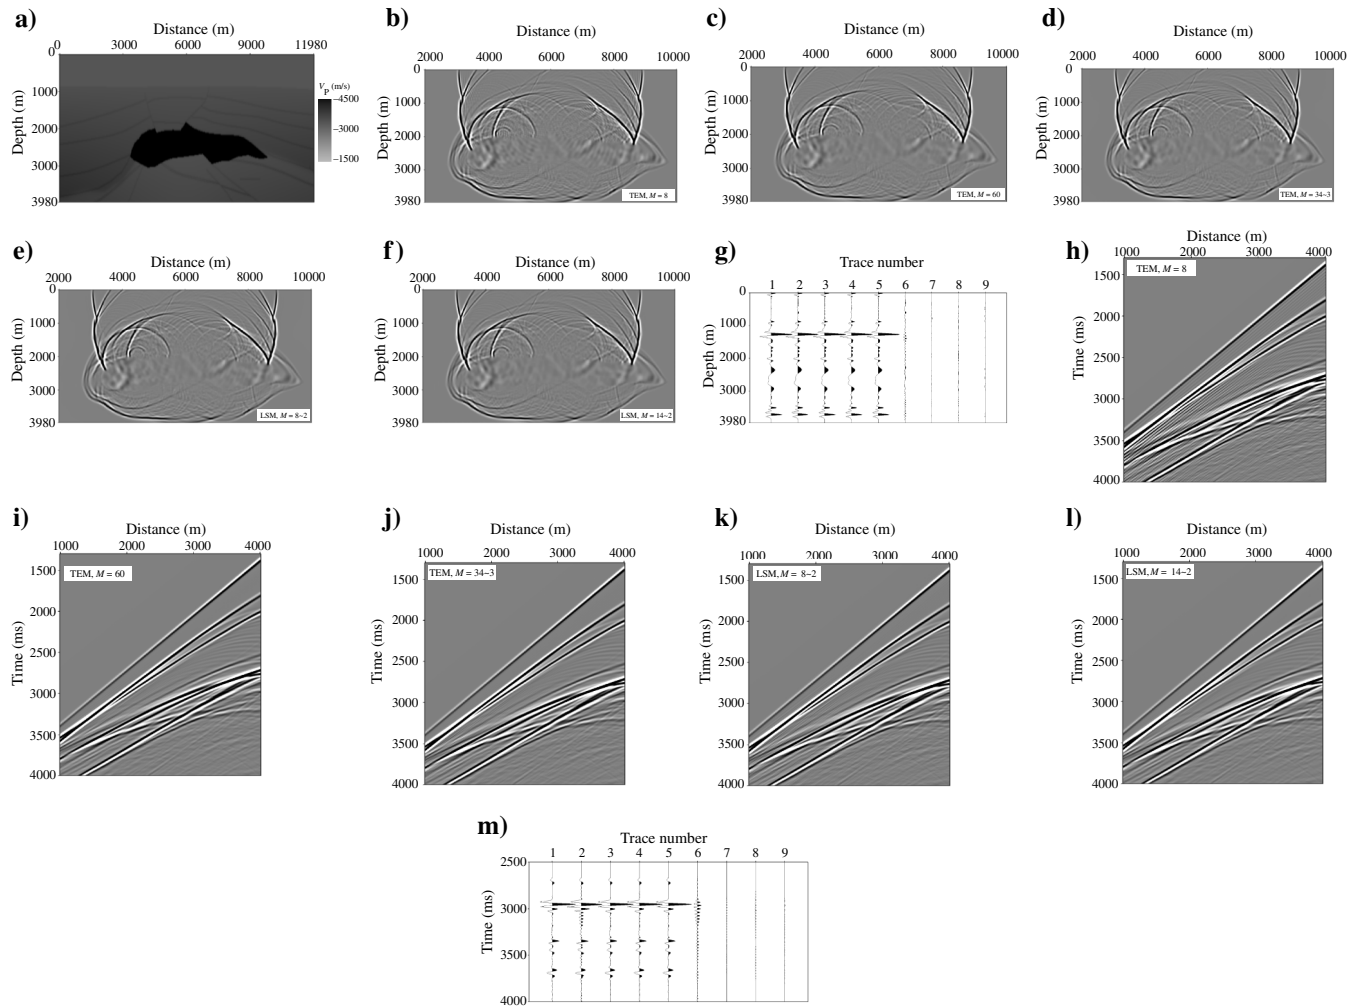 a)
Distance (m)
0 3000 6000 9000 11980
0
1000
2000
3000
3980
Depth (m)
V_P (m/s)
4500
3000
1500
b)
Distance (m)
2000 4000 6000 8000 10000
0
1000
2000
3000
3980
Depth (m)
TEM, M = 8
c)
Distance (m)
2000 4000 6000 8000 10000
0
1000
2000
3000
3980
Depth (m)
TEM, M = 60
d)
Distance (m)
2000 4000 6000 8000 10000
0
1000
2000
3000
3980
Depth (m)
TEM, M = 34~3
e)
Distance (m)
2000 4000 6000 8000 10000
0
1000
2000
3000
3980
Depth (m)
LSM, M = 8~2
f)
Distance (m)
2000 4000 6000 8000 10000
0
1000
2000
3000
3980
Depth (m)
LSM, M = 14~2
g)
Trace number
1 2 3 4 5 6 7 8 9
0
1000
2000
3000
3980
Depth (m)
h)
Distance (m)
1000 2000 3000 4000
TEM, M = 8
1500
2000
2500
3000
3500
4000
Time (ms)
i)
Distance (m)
1000 2000 3000 4000
TEM, M = 60
1500
2000
2500
3000
3500
4000
Time (ms)
j)
Distance (m)
1000 2000 3000 4000
TEM, M = 34~3
1500
2000
2500
3000
3500
4000
Time (ms)
k)
Distance (m)
1000 2000 3000 4000
LSM, M = 8~2
1500
2000
2500
3000
3500
4000
Time (ms)
l)
Distance (m)
1000 2000 3000 4000
LSM, M = 14~2
1500
2000
2500
3000
3500
4000
Time (ms)
m)
Trace number
1 2 3 4 5 6 7 8 9
2500
3000
3500
4000
Time (ms)